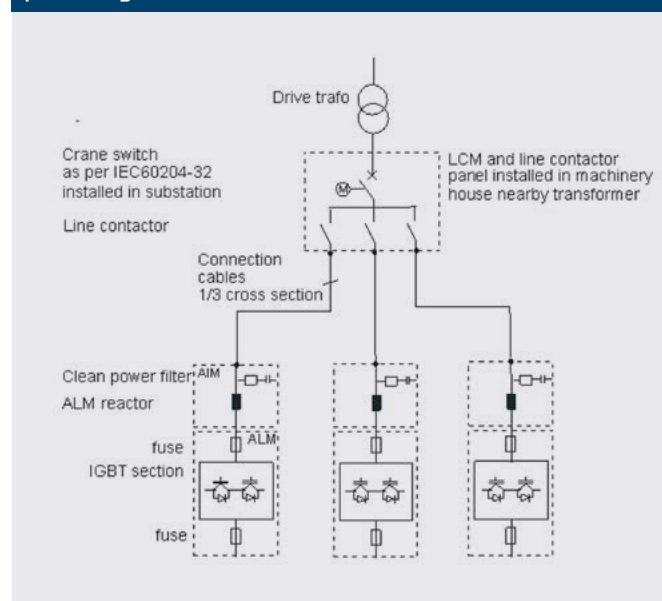 Drive trafo
Crane switch
as per IEC60204-32
installed in substation
Line contactor
M
LCM and line contactor
panel installed in machinery
house nearby transformer
Connection
cables
1/3 cross section
Clean power filter
AIM
ALM reactor
fuse
ALM
IGBT section
fuse